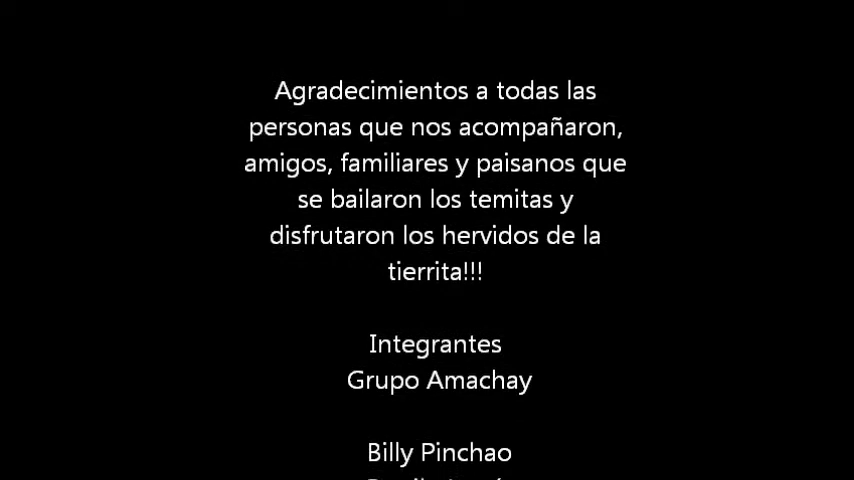 Agradecimientos a todas las
personas que nos acompañaron,
amigos, familiares y paisanos que
se bailaron los temitas y
disfrutaron los hervidos de la
tierrita!!!
Integrantes
Grupo Amachay
Billy Pinchao